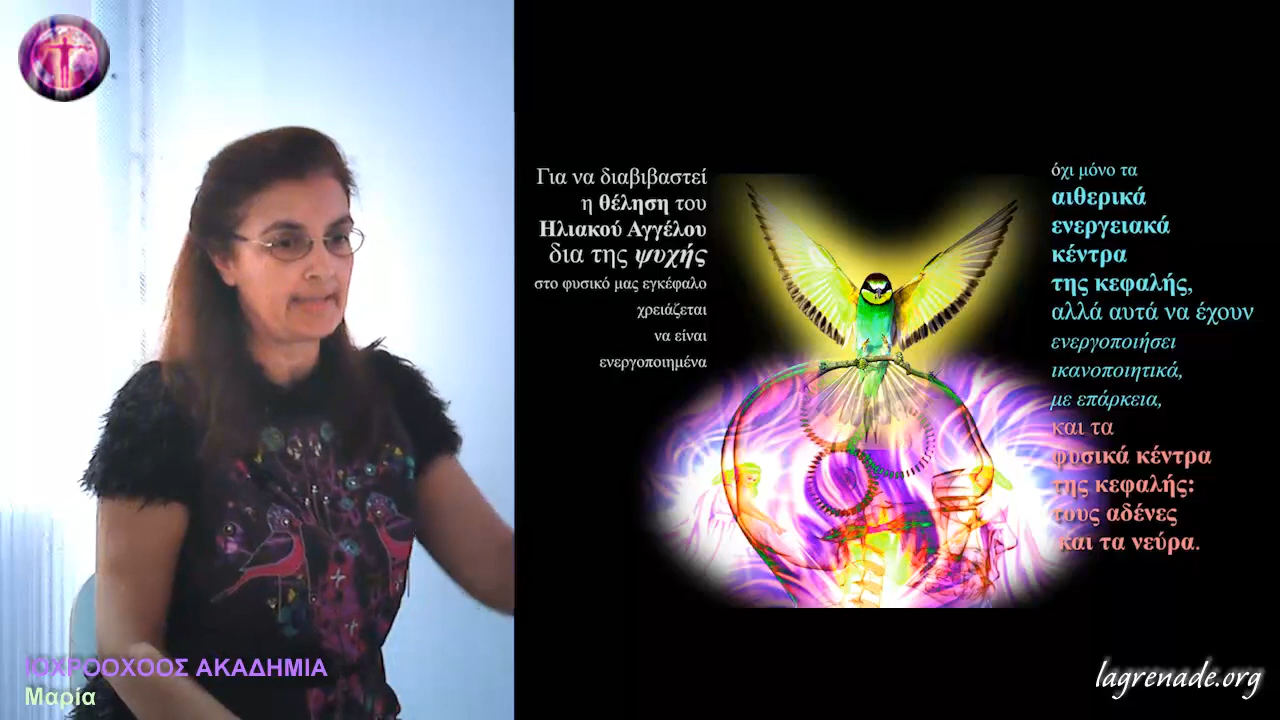 Για να διαβιβαστεί
η θέληση του
Ηλιακού Αγγέλου
δια της ψυχής
στο φυσικό μας εγκέφαλο
χρειάζεται
να είναι
ενεργοποιημένα
όχι μόνο τα
αιθερικά
ενεργειακά
κέντρα
της κεφαλής,
αλλά αυτά να έχουν
ενεργοποιήσει
ικανοποιητικά,
με επάρκεια,
και τα
φυσικά κέντρα
της κεφαλής:
τους αδένες
και τα νεύρα.
ΙΟΧΡΟΟΧΟΟΣ ΑΚΑΔΗΜΙΑ
Μαρία
lagrenade.org